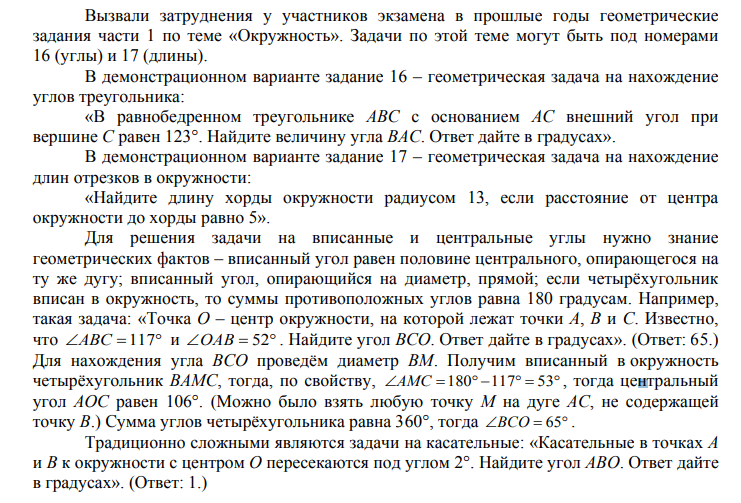 Вызвали затруднения у участников экзамена в прошлые годы геометрические
задания части 1 по теме «Окружность». Задачи по этой теме могут быть под номерами
16 (углы) и 17 (длины).
В демонстрационном варианте задание 16 – геометрическая задача на нахождение
углов треугольника:
«В равнобедренном треугольнике ABC с основанием AC внешний угол при
вершине C равен 123°. Найдите величину угла BAC. Ответ дайте в градусах».
В демонстрационном варианте задание 17 – геометрическая задача на нахождение
длин отрезков в окружности:
«Найдите длину хорды окружности радиусом 13, если расстояние от центра
окружности до хорды равно 5».
Для решения задачи на вписанные и центральные углы нужно знание
геометрических фактов – вписанный угол равен половине центрального, опирающегося на
ту же дугу; вписанный угол, опирающийся на диаметр, прямой; если четырёхугольник
вписан в окружность, то суммы противоположных углов равна 180 градусам. Например,
такая задача: «Точка O – центр окружности, на которой лежат точки A, B и C. Известно,
что ∠ABC = 117° и ∠OAB = 52°. Найдите угол BCO. Ответ дайте в градусах». (Ответ: 65.)
Для нахождения угла BCO проведём диаметр BM. Получим вписанный в окружность
четырёхугольник BAMC, тогда, по свойству, ∠AMC = 180° − 117° = 53°, тогда центральный
угол AOC равен 106°. (Можно было взять любую точку M на дуге AC, не содержащей
точку B.) Сумма углов четырёхугольника равна 360°, тогда ∠BCO = 65°.
Традиционно сложными являются задачи на касательные: «Касательные в точках A
и B к окружности с центром O пересекаются под углом 2°. Найдите угол ABO. Ответ дайте
в градусах». (Ответ: 1.)